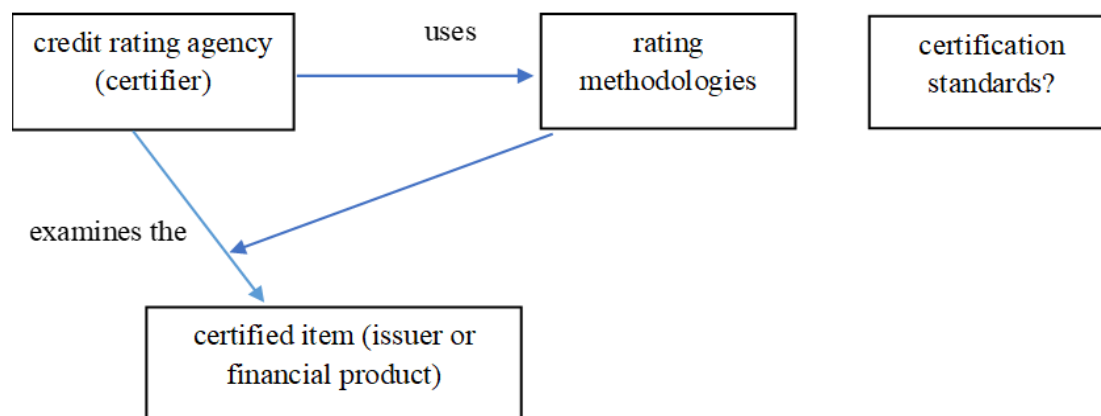 credit rating agency
(certifier)
uses
rating
methodologies
certification
standards?
examines the
certified item (issuer or
financial product)